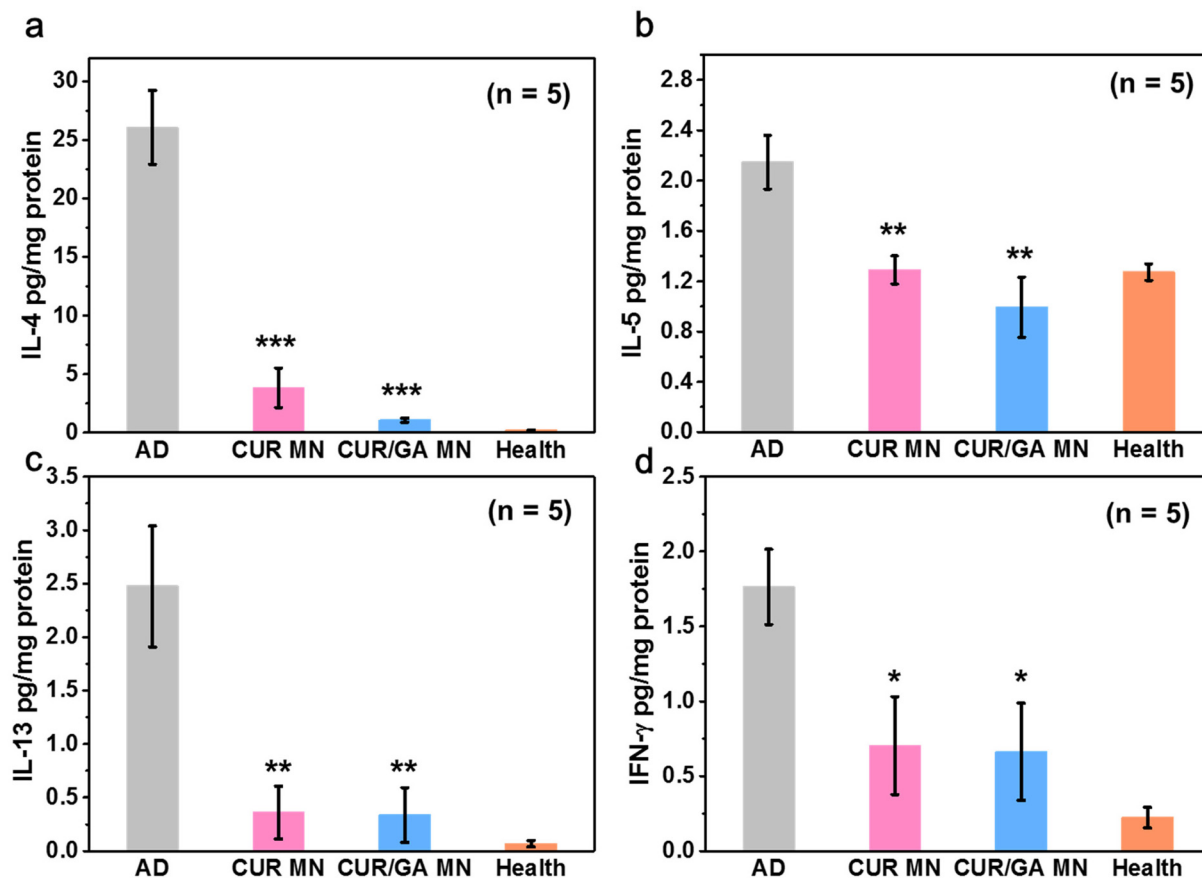 a
IL-4 pg/mg protein
30
25
20
15
10
5
0
(n = 5)
***
***
AD CUR MN CUR/GA MN Health
b
IL-5 pg/mg protein
2.8
2.4
2.0
1.6
1.2
0.8
0.4
0.0
(n = 5)
**
**
AD CUR MN CUR/GA MN Health
c
IL-13 pg/mg protein
3.5
3.0
2.5
2.0
1.5
1.0
0.5
0.0
(n = 5)
**
**
AD CUR MN CUR/GA MN Health
d
IFN-γ pg/mg protein
2.5
2.0
1.5
1.0
0.5
0.0
(n = 5)
*
*
AD CUR MN CUR/GA MN Health